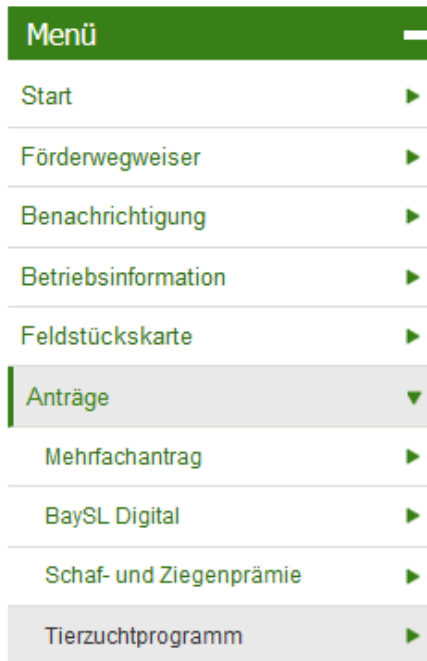 Menü
Start
Förderwegweiser
Benachrichtigung
Betriebsinformation
Feldstückskarte
Anträge
Mehrfachantrag
BaySL Digital
Schaf- und Ziegenprämie
Tierzuchtprogramm